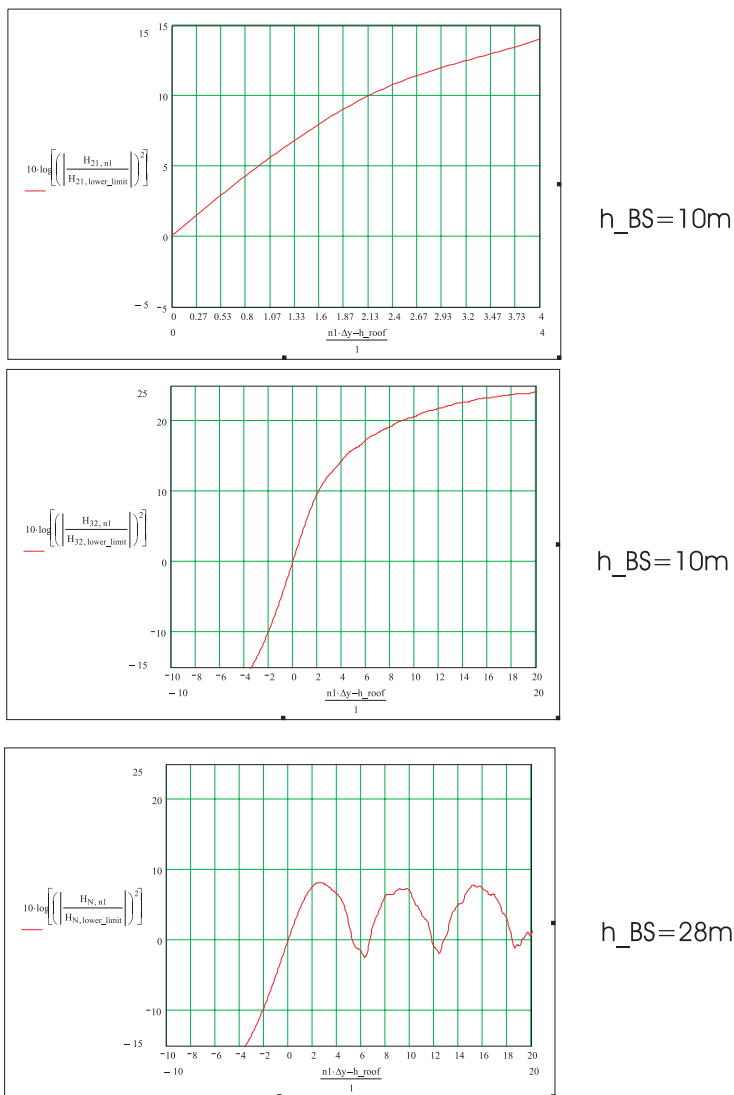 15 15
10
10·log[(|H21, n1 / H21, lower_limit|)²]
5
0
−5 −5
0 0.27 0.53 0.8 1.07 1.33 1.6 1.87 2.13 2.4 2.67 2.93 3.2 3.47 3.73 4
0 n1·Δy−h_roof 4
1
h_BS=10m
25
20
10
10·log[(|H32, n1 / H32, lower_limit|)²]
0
−10
−15
−10 −8 −6 −4 −2 0 2 4 6 8 10 12 14 16 18 20
−10 n1·Δy−h_roof 20
1
h_BS=10m
25
20
10
10·log[(|HN, n1 / HN, lower_limit|)²]
0
−10
−15
−10 −8 −6 −4 −2 0 2 4 6 8 10 12 14 16 18 20
−10 n1·Δy−h_roof 20
1
h_BS=28m